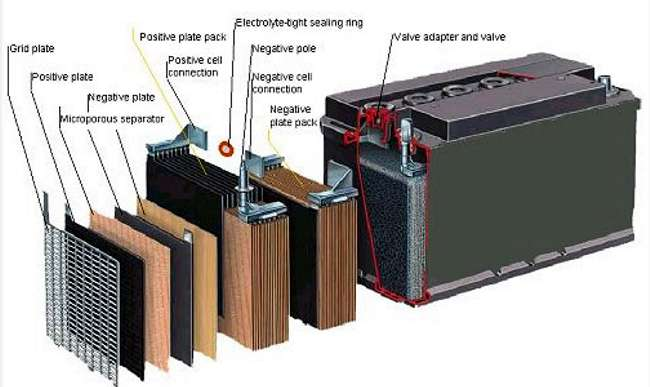 Positive plate pack
Electrolyte-tight sealing ring
Grid plate
Positive cell
connection
Negative pole
Valve adapter and valve
Positive plate
Negative cell
connection
Negative plate
Negative
plate pack
Microporous separator